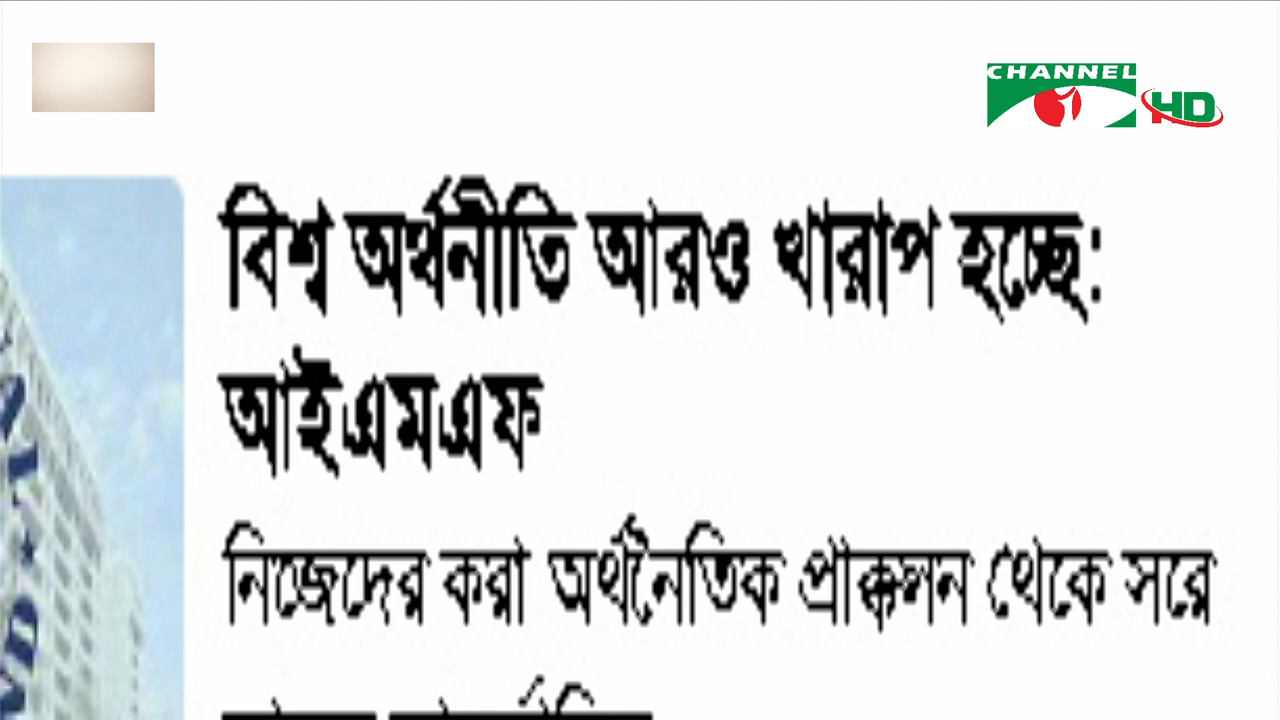 CHANNEL i HD
বিশ্ব অর্থনীতি আরও খারাপ হচ্ছে:
আইএমএফ
নিজেদের করা অর্থনৈতিক প্রাক্কলন থেকে সরে